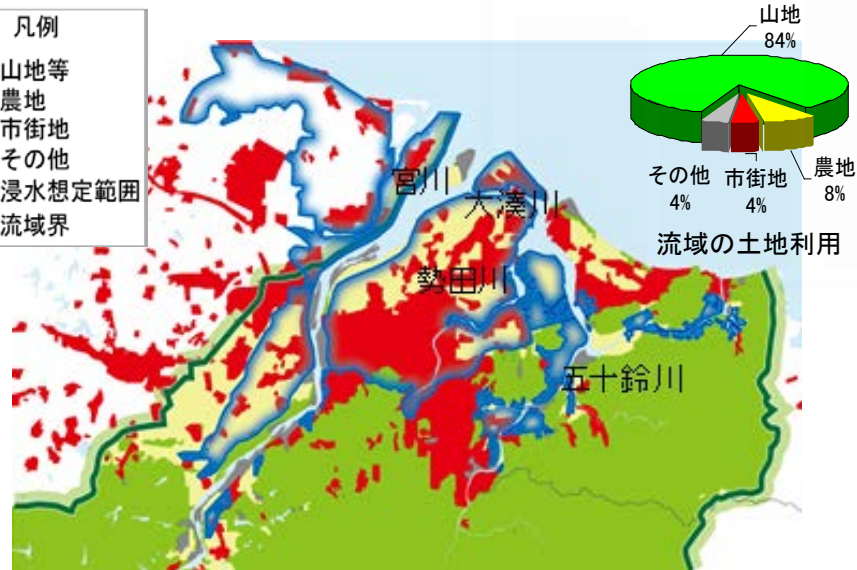 凡例
山地等
農地
市街地
その他
浸水想定範囲
流域界
山地
84%
農地
8%
市街地
4%
その他
4%
流域の土地利用
宮川
大湊川
勢田川
五十鈴川